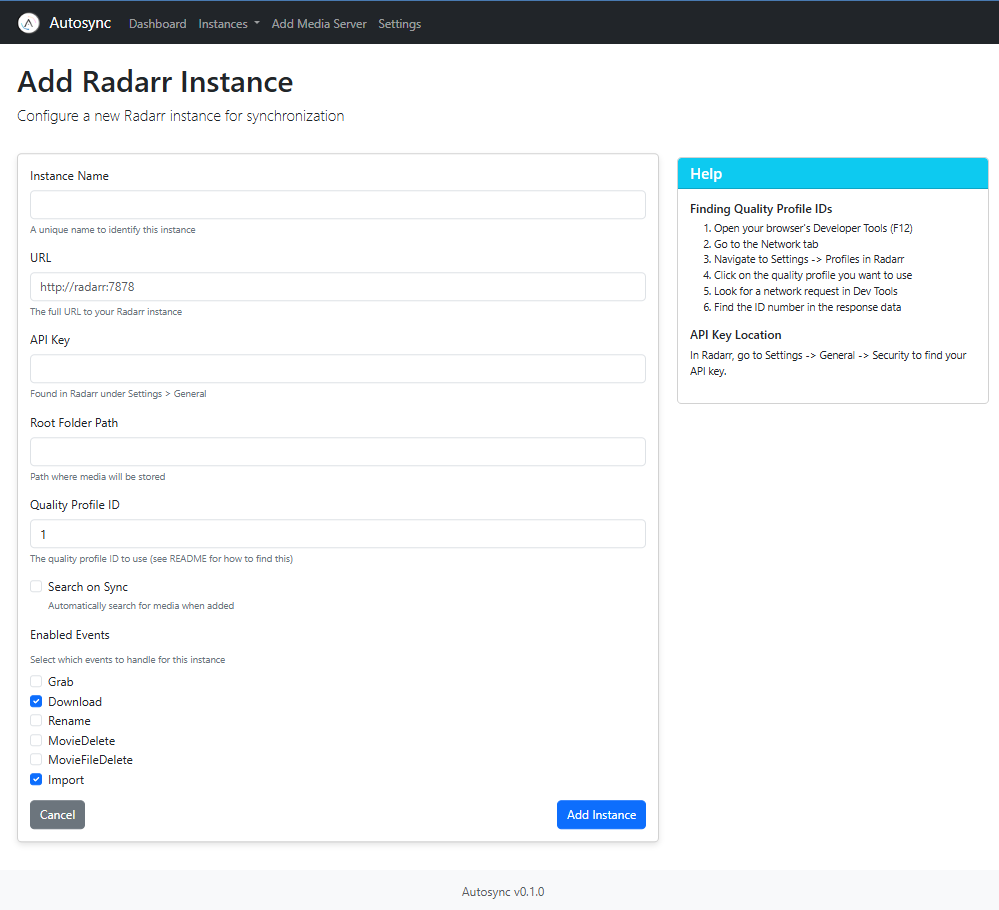 Autosync Dashboard Instances Add Media Server Settings
Add Radarr Instance
Configure a new Radarr instance for synchronization
Instance Name
A unique name to identify this instance
URL
http://radarr:7878
The full URL to your Radarr instance
API Key
Found in Radarr under Settings > General
Root Folder Path
Path where media will be stored
Quality Profile ID
1
The quality profile ID to use (see README for how to find this)
Search on Sync
Automatically search for media when added
Enabled Events
Select which events to handle for this instance
Grab
Download
Rename
MovieDelete
MovieFileDelete
Import
Cancel Add Instance
Help
Finding Quality Profile IDs
1. Open your browser's Developer Tools (F12)
2. Go to the Network tab
3. Navigate to Settings -> Profiles in Radarr
4. Click on the quality profile you want to use
5. Look for a network request in Dev Tools
6. Find the ID number in the response data
API Key Location
In Radarr, go to Settings -> General -> Security to find your
API key.
Autosync v0.1.0